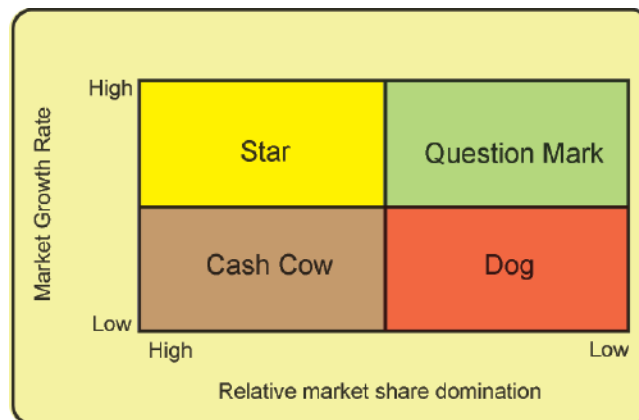 Market Growth Rate
High
Star
Question Mark
Cash Cow
Dog
Low
High
Low
Relative market share domination